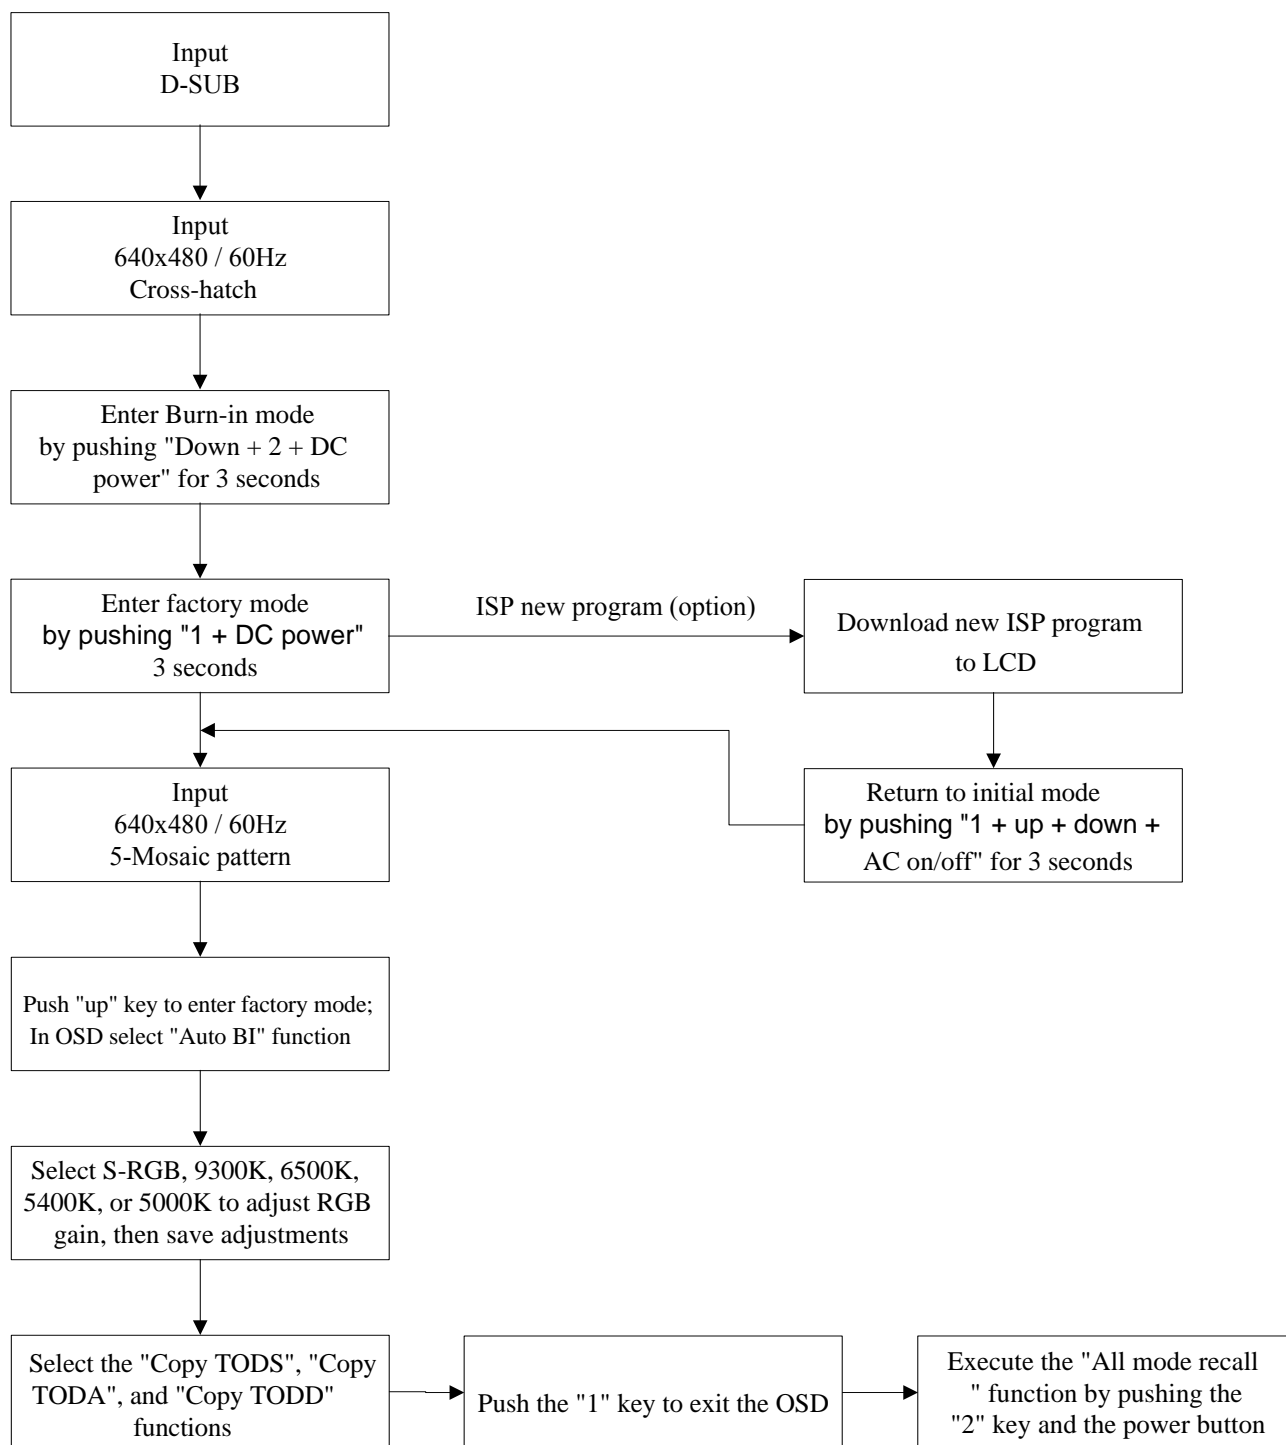 Input
D-SUB
Input
640x480 / 60Hz
Cross-hatch
Enter Burn-in mode
by pushing "Down + 2 + DC
power" for 3 seconds
Enter factory mode
by pushing "1 + DC power"
3 seconds
ISP new program (option)
Download new ISP program
to LCD
Return to initial mode
by pushing "1 + up + down +
AC on/off" for 3 seconds
Input
640x480 / 60Hz
5-Mosaic pattern
Push "up" key to enter factory mode;
In OSD select "Auto BI" function
Select S-RGB, 9300K, 6500K,
5400K, or 5000K to adjust RGB
gain, then save adjustments
Select the "Copy TODS", "Copy
TODA", and "Copy TODD"
functions
Push the "1" key to exit the OSD
Execute the "All mode recall
" function by pushing the
"2" key and the power button